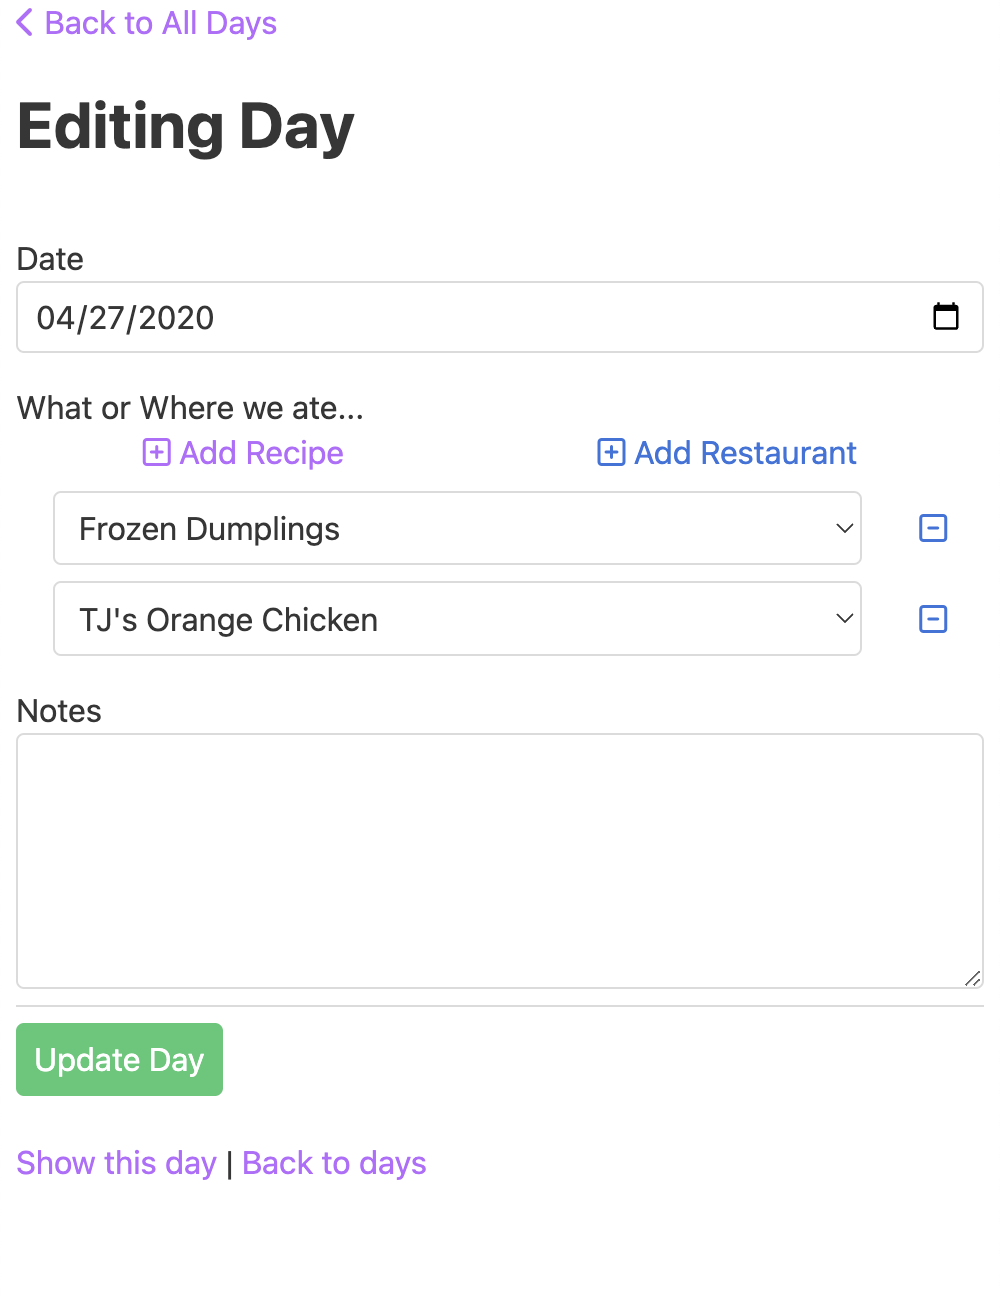 Back to All Days
Editing Day
Date
04/27/2020
What or Where we ate...
Add Recipe Add Restaurant
Frozen Dumplings
TJ's Orange Chicken
Notes
Update Day
Show this day | Back to days